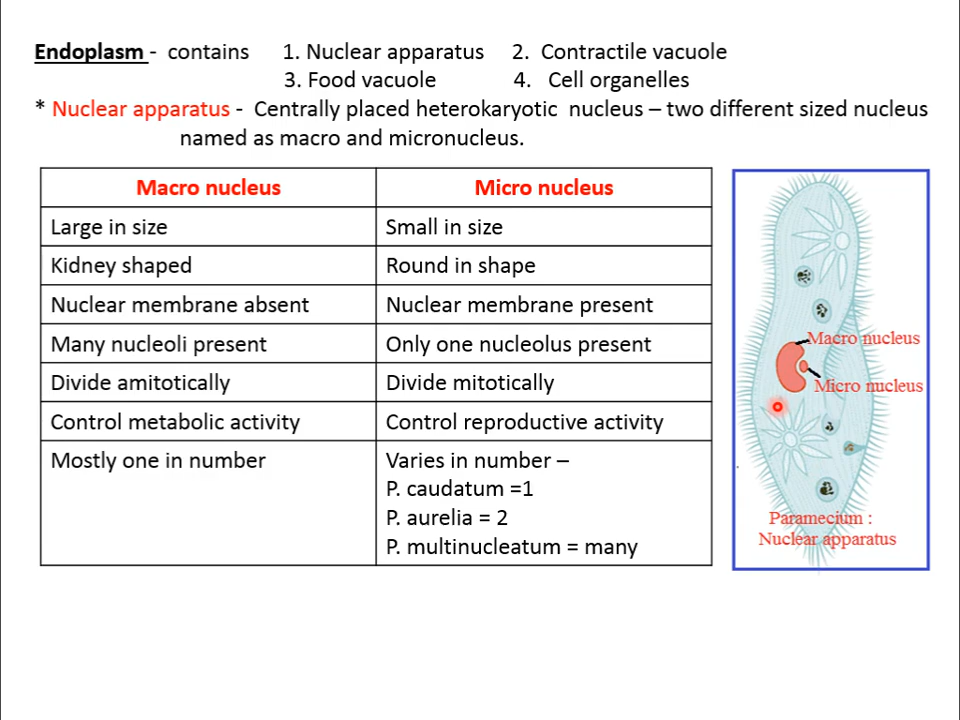 Endoplasm - contains 1. Nuclear apparatus 2. Contractile vacuole
3. Food vacuole 4. Cell organelles
* Nuclear apparatus - Centrally placed heterokaryotic nucleus – two different sized nucleus
named as macro and micronucleus.
Macro nucleus Micro nucleus
Large in size Small in size
Kidney shaped Round in shape
Nuclear membrane absent Nuclear membrane present
Many nucleoli present Only one nucleolus present
Divide amitotically Divide mitotically
Control metabolic activity Control reproductive activity
Mostly one in number Varies in number –
P. caudatum =1
P. aurelia = 2
P. multinucleatum = many
Macro nucleus
Micro nucleus
Paramecium :
Nuclear apparatus